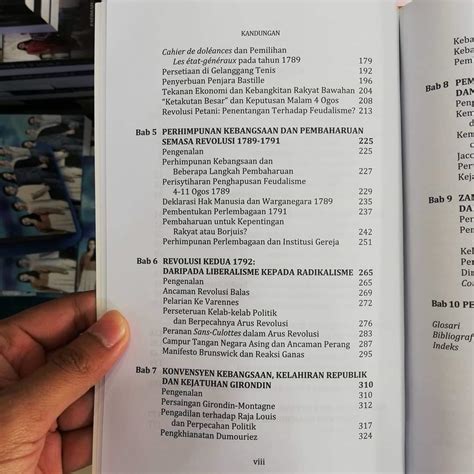 KANDUNGAN
Cahier de doléances dan Pemilihan
Les état-généraux pada tahun 1789 179
Persetiaan di Gelanggang Tenis 192
Penyerbuan Penjara Bastille 196
Tekanan Ekonomi dan Kebangkitan Rakyat Bawahan 204
"Ketakutan Besar" dan Keputusan Malam 4 Ogos 208
Revolusi Petani: Penentangan Terhadap Feudalisme? 213
Bab 5 PERHIMPUNAN KEBANGSAAN DAN PEMBAHARUAN
SEMASA REVOLUSI 1789-1791 225
Pengenalan 225
Perhimpunan Kebangsaan dan
Beberapa Langkah Pembaharuan 227
Perisytiharan Penghapusan Feudalisme
4-11 Ogos 1789 231
Deklarasi Hak Manusia dan Warganegara 1789 235
Pembentukan Perlembagaan 1791 237
Pembaharuan untuk Kepentingan
Rakyat atau Borjuis? 242
Perhimpunan Perlembagaan dan Institusi Gereja 251
Bab 6 REVOLUSI KEDUA 1792:
DARIPADA LIBERALISME KEPADA RADIKALISME 265
Pengenalan 265
Ancaman Revolusi Balas 269
Pelarian Ke Varennes 272
Perseteruan Kelab-kelab Politik
dan Berpecahnya Arus Revolusi 276
Peranan Sans-Culottes dalam Arus Revolusi 283
Campur Tangan Negara Asing dan Ancaman Perang 287
Manifesto Brunswick dan Reaksi Ganas 295
Bab 7 KONVENSYEN KEBANGSAAN, KELAHIRAN REPUBLIK
DAN KEJATUHAN GIRONDIN 310
Pengenalan 310
Persaingan Girondin-Montagne 312
Pengadilan terhadap Raja Louis
dan Perpecahan Politik 317
Pengkhianatan Dumouriez 324
viii
Bab 8
Bab 9
Bab 10
Glosari
Indeks